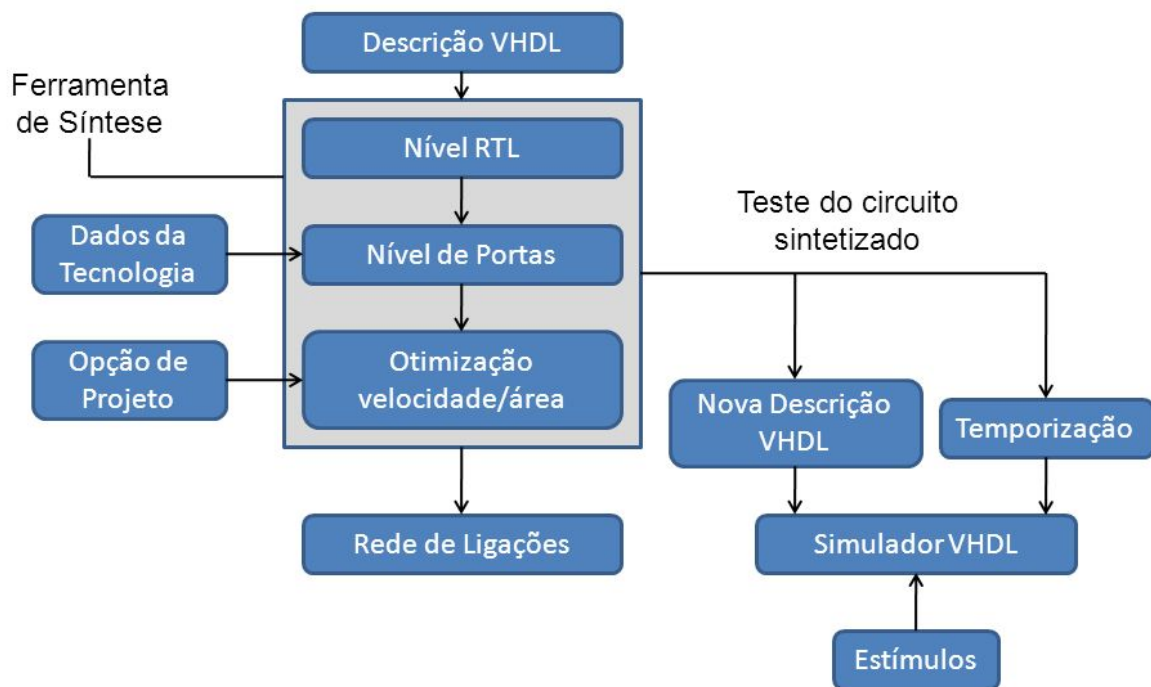 Descrição VHDL
Ferramenta
de Síntese
Nível RTL
Dados da
Tecnologia
Nível de Portas
Opção de
Projeto
Otimização
velocidade/área
Rede de Ligações
Teste do circuito
sintetizado
Nova Descrição
VHDL
Temporização
Simulador VHDL
Estímulos